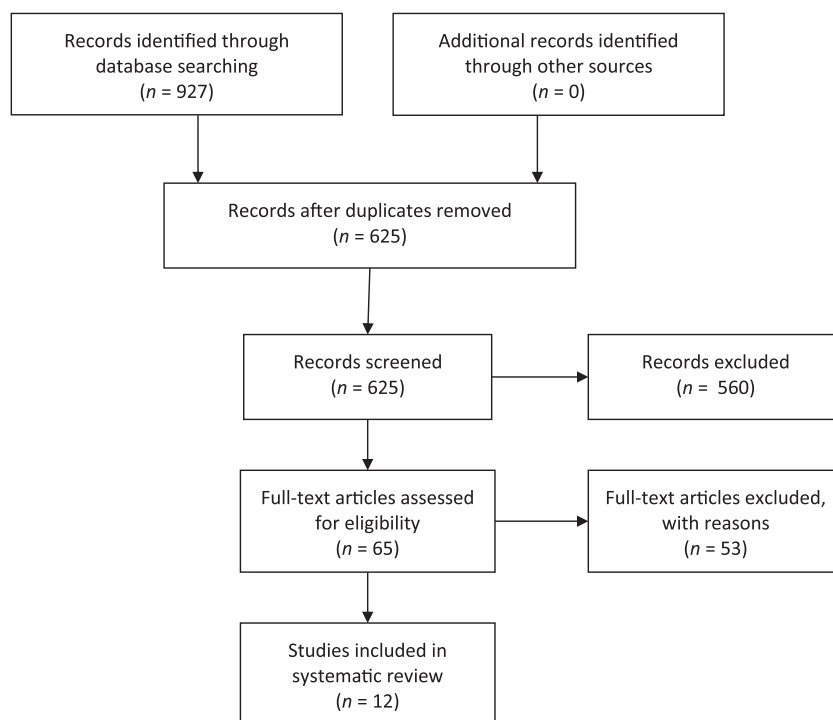 Records identified through
database searching
(n = 927)
Additional records identified
through other sources
(n = 0)
Records after duplicates removed
(n = 625)
Records screened
(n = 625)
Records excluded
(n =  560)
Full-text articles assessed
for eligibility
(n = 65)
Full-text articles excluded,
with reasons
(n = 53)
Studies included in
systematic review
(n = 12)